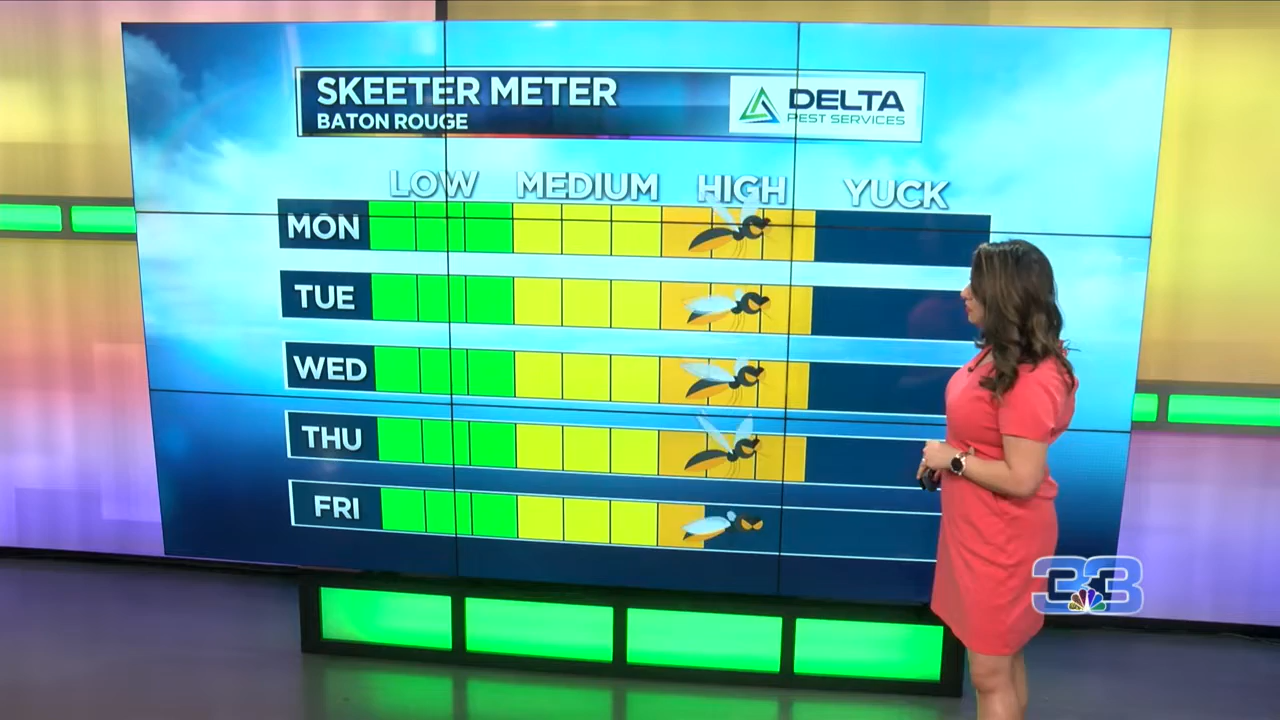 SKEETER METER
BATON ROUGE
DELTA
PEST SERVICES
LOW MEDIUM HIGH YUCK
MON
TUE
WED
THU
FRI
33